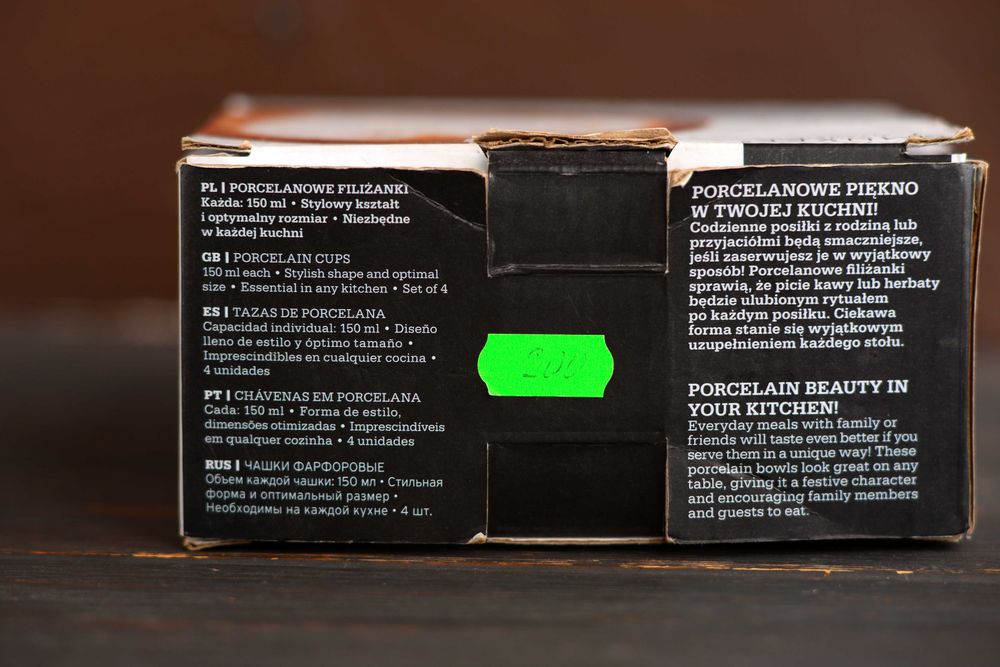 PL | PORCELANOWE FILIŻANKI
Każda: 150 ml • Stylowy kształt
i optymalny rozmiar • Niezbędne
w każdej kuchni
GB | PORCELAIN CUPS
150 ml each • Stylish shape and optimal
size • Essential in any kitchen • Set of 4
ES | TAZAS DE PORCELANA
Capacidad individual: 150 ml • Diseño
lleno de estilo y óptimo tamaño •
Imprescindibles en cualquier cocina •
4 unidades
PT | CHÁVENAS EM PORCELANA
Cada: 150 ml • Forma de estilo,
dimensões otimizadas • Imprescindíveis
em qualquer cozinha • 4 unidades
RUS | ЧАШКИ ФАРФОРОВЫЕ
Объем каждой чашки: 150 мл • Стильная
форма и оптимальный размер •
Необходимы на каждой кухне • 4 шт.
200
PORCELANOWE PIĘKNO
W TWOJEJ KUCHNI!
Codzienne posiłki z rodziną lub
przyjaciółmi będą smaczniejsze,
jeśli zaserwujesz je w wyjątkowy
sposób! Porcelanowe filiżanki
sprawią, że picie kawy lub herbaty
będzie ulubionym rytuałem
po każdym posiłku. Ciekawa
forma stanie się wyjątkowym
uzupełnieniem każdego stołu.
PORCELAIN BEAUTY IN
YOUR KITCHEN!
Everyday meals with family or
friends will taste even better if you
serve them in a unique way! These
porcelain bowls look great on any
table, giving it a festive character
and encouraging family members
and guests to eat.